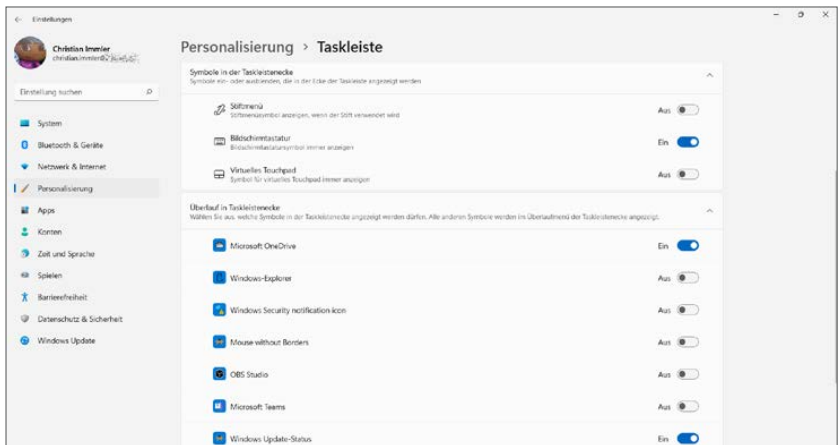 Einstellungen
Christian Immler
Personalisierung > Taskleiste
Einstellung suchen
System
Bluetooth & Geräte
Netzwerk & Internet
Personalisierung
Apps
Konten
Zeit und Sprache
Spielen
Barrierefreiheit
Datenschutz & Sicherheit
Windows Update
Symbole in der Taskleistenecke
Symbole ein- oder ausblenden, die in der Ecke der Taskleiste angezeigt werden
Stiftmenü Aus
Stiftmenüsymbol anzeigen, wenn der Stift verwendet wird
Bildschirmtastatur Ein
Bildschirmtastatursymbol immer anzeigen
Virtuelles Touchpad Aus
Symbol für virtuelles Touchpad immer anzeigen
Überlauf in Taskleistenecke
Wählen Sie aus, welche Symbole in der Taskleistenecke angezeigt werden dürfen. Alle anderen Symbole werden im Überlaufmenü der Taskleistenecke angezeigt.
Microsoft OneDrive Ein
Windows-Explorer Aus
Windows Security notification icon Aus
Mouse without Borders Aus
OBS Studio Aus
Microsoft Teams Aus
Windows Update-Status Ein